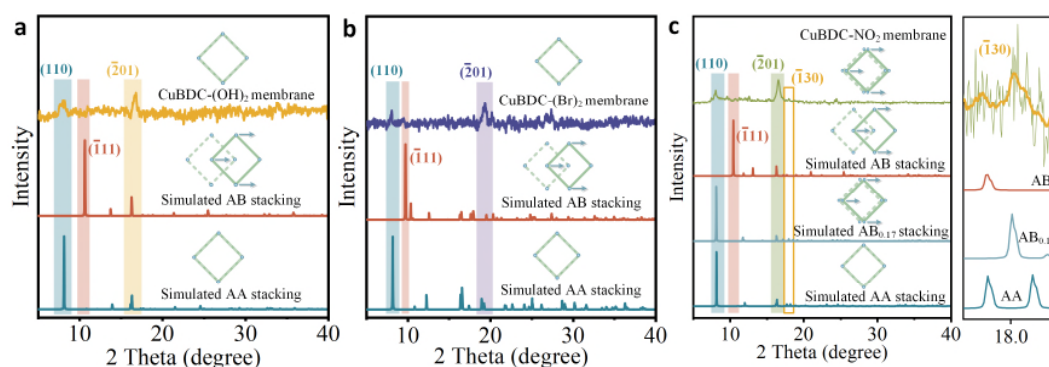 a
(110)
(2̄01)
CuBDC-(OH)₂ membrane
(1̄11)
Simulated AB stacking
Simulated AA stacking
Intensity
10 20 30 40
2 Theta (degree)
b
(110)
(2̄01)
CuBDC-(Br)₂ membrane
(1̄11)
Simulated AB stacking
Simulated AA stacking
Intensity
10 20 30 40
2 Theta (degree)
c
CuBDC-NO₂ membrane
(110)
(2̄01)
(1̄30)
(1̄11)
Simulated AB stacking
Simulated AB₀.₁₇ stacking
Simulated AA stacking
Intensity
10 20 30 40
2 Theta (degree)
(1̄30)
AB
AB₀.₁
AA
18.0